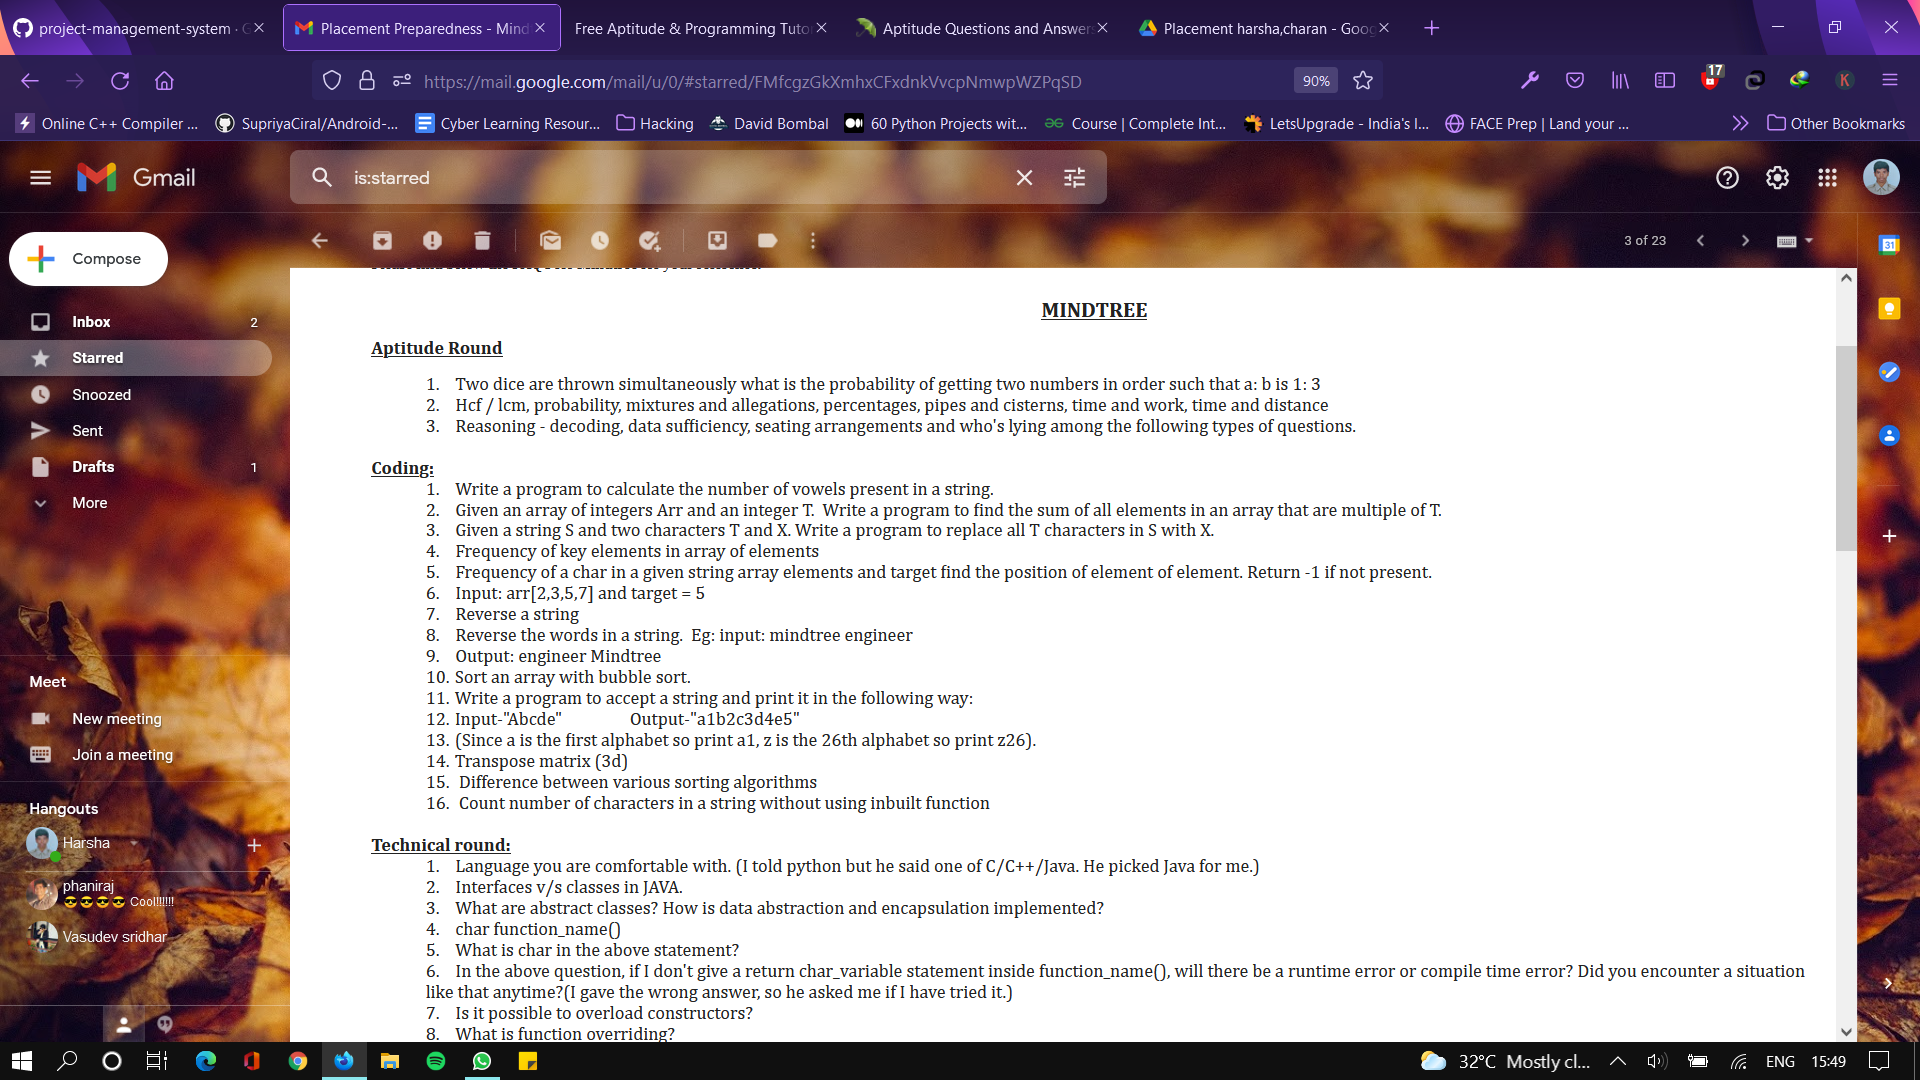 project-management-system · G
Placement Preparedness - Mind
Free Aptitude & Programming Tuto
Aptitude Questions and Answers
Placement harsha,charan - Goog
https://mail.google.com/mail/u/0/#starred/FMfcgzGkXmhxCFxdnkVvcpNmwpWZPqSD
90%
17
Online C++ Compiler ...
SupriyaCiral/Android-...
Cyber Learning Resour...
Hacking
David Bombal
60 Python Projects wit...
Course | Complete Int...
LetsUpgrade - India's l...
FACE Prep | Land your ...
Other Bookmarks
Gmail
is:starred
3 of 23
Compose
Inbox 2
Starred
Snoozed
Sent
Drafts 1
More
Meet
New meeting
Join a meeting
Hangouts
Harsha
phaniraj
😎😎😎😎 Cool!!!!!!
Vasudev sridhar
31
K
MINDTREE
Aptitude Round
1. Two dice are thrown simultaneously what is the probability of getting two numbers in order such that a: b is 1: 3
2. Hcf / lcm, probability, mixtures and allegations, percentages, pipes and cisterns, time and work, time and distance
3. Reasoning - decoding, data sufficiency, seating arrangements and who's lying among the following types of questions.
Coding:
1. Write a program to calculate the number of vowels present in a string.
2. Given an array of integers Arr and an integer T. Write a program to find the sum of all elements in an array that are multiple of T.
3. Given a string S and two characters T and X. Write a program to replace all T characters in S with X.
4. Frequency of key elements in array of elements
5. Frequency of a char in a given string array elements and target find the position of element of element. Return -1 if not present.
6. Input: arr[2,3,5,7] and target = 5
7. Reverse a string
8. Reverse the words in a string. Eg: input: mindtree engineer
9. Output: engineer Mindtree
10. Sort an array with bubble sort.
11. Write a program to accept a string and print it in the following way:
12. Input-"Abcde" Output-"a1b2c3d4e5"
13. (Since a is the first alphabet so print a1, z is the 26th alphabet so print z26).
14. Transpose matrix (3d)
15. Difference between various sorting algorithms
16. Count number of characters in a string without using inbuilt function
Technical round:
1. Language you are comfortable with. (I told python but he said one of C/C++/Java. He picked Java for me.)
2. Interfaces v/s classes in JAVA.
3. What are abstract classes? How is data abstraction and encapsulation implemented?
4. char function_name()
5. What is char in the above statement?
6. In the above question, if I don't give a return char_variable statement inside function_name(), will there be a runtime error or compile time error? Did you encounter a situation
like that anytime?(I gave the wrong answer, so he asked me if I have tried it.)
7. Is it possible to overload constructors?
8. What is function overriding?
32°C Mostly cl...
ENG
15:49